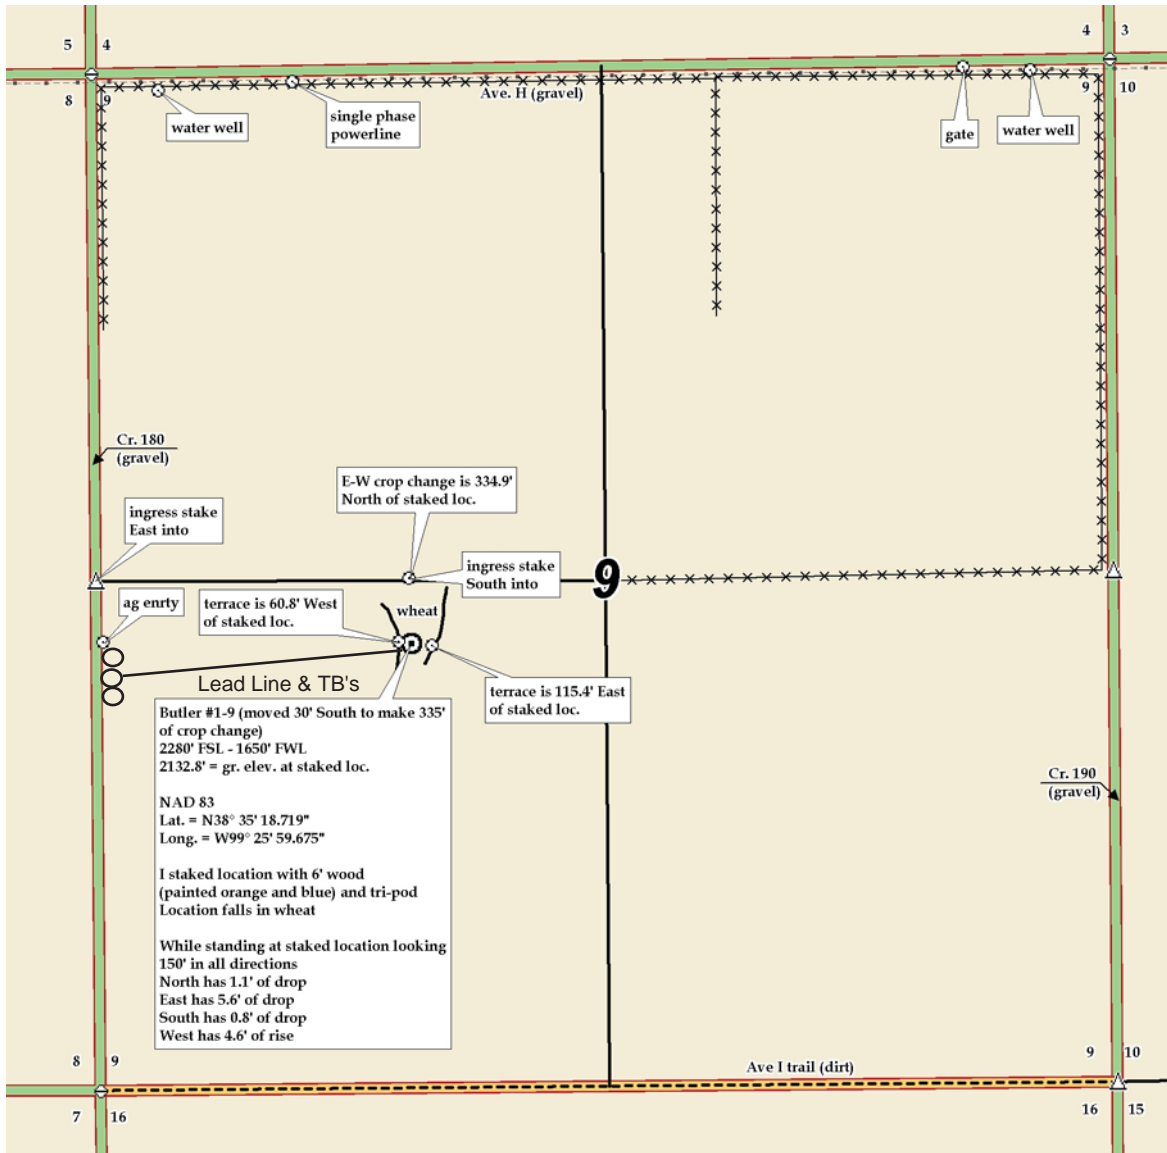 5 4
4 3
8 9
9 10
Ave. H (gravel)
water well
single phase
powerline
gate
water well
Cr. 180
(gravel)
E-W crop change is 334.9'
North of staked loc.
ingress stake
East into
ingress stake
South into
9
ag enrty
terrace is 60.8' West
of staked loc.
wheat
Lead Line & TB's
terrace is 115.4' East
of staked loc.
Butler #1-9 (moved 30' South to make 335'
of crop change)
2280' FSL - 1650' FWL
2132.8' = gr. elev. at staked loc.
NAD 83
Lat. = N38° 35' 18.719"
Long. = W99° 25' 59.675"
I staked location with 6' wood
(painted orange and blue) and tri-pod
Location falls in wheat
While standing at staked location looking
150' in all directions
North has 1.1' of drop
East has 5.6' of drop
South has 0.8' of drop
West has 4.6' of rise
Cr. 190
(gravel)
8 9
9 10
Ave I trail (dirt)
7 16
16 15